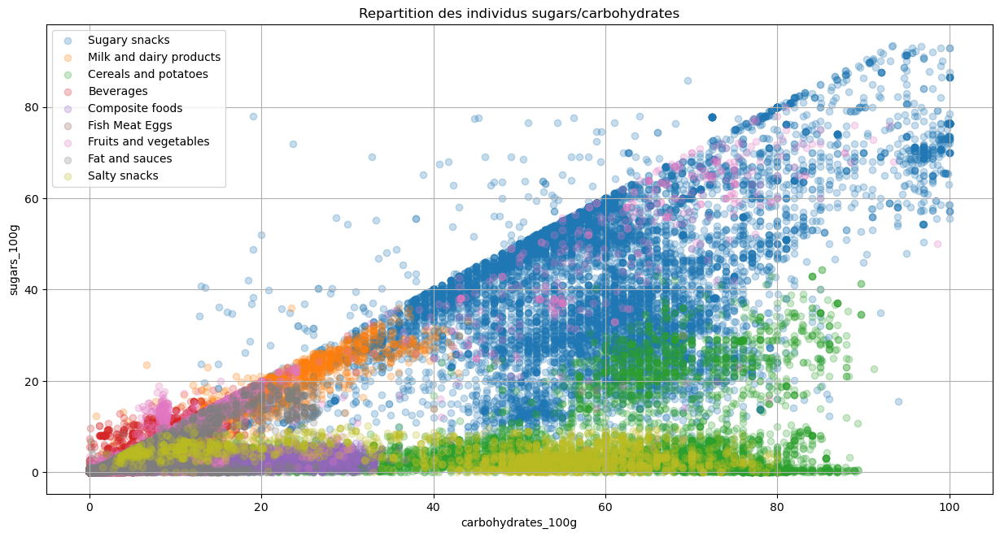 Repartition des individus sugars/carbohydrates
Sugary snacks
Milk and dairy products
Cereals and potatoes
Beverages
Composite foods
Fish Meat Eggs
Fruits and vegetables
Fat and sauces
Salty snacks
80
60
40
20
0
sugars_100g
0 20 40 60 80 100
carbohydrates_100g